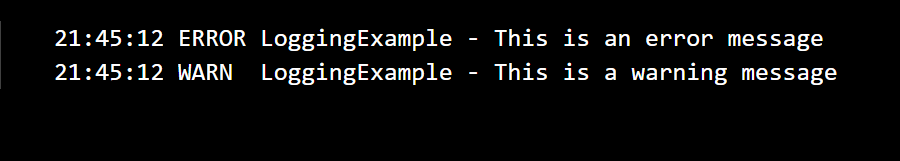 21:45:12 ERROR LoggingExample - This is an error message
21:45:12 WARN  LoggingExample - This is a warning message